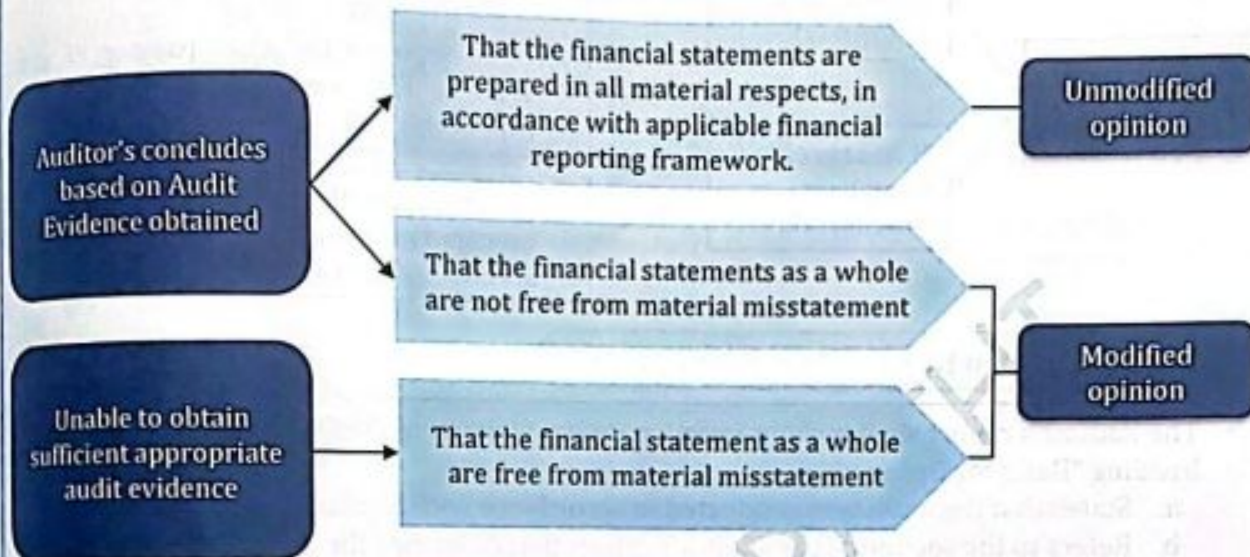 Auditor's concludes
based on Audit
Evidence obtained
That the financial statements are
prepared in all material respects, in
accordance with applicable financial
reporting framework.
Unmodified
opinion
That the financial statements as a whole
are not free from material misstatement
Modified
opinion
Unable to obtain
sufficient appropriate
audit evidence
That the financial statement as a whole
are free from material misstatement